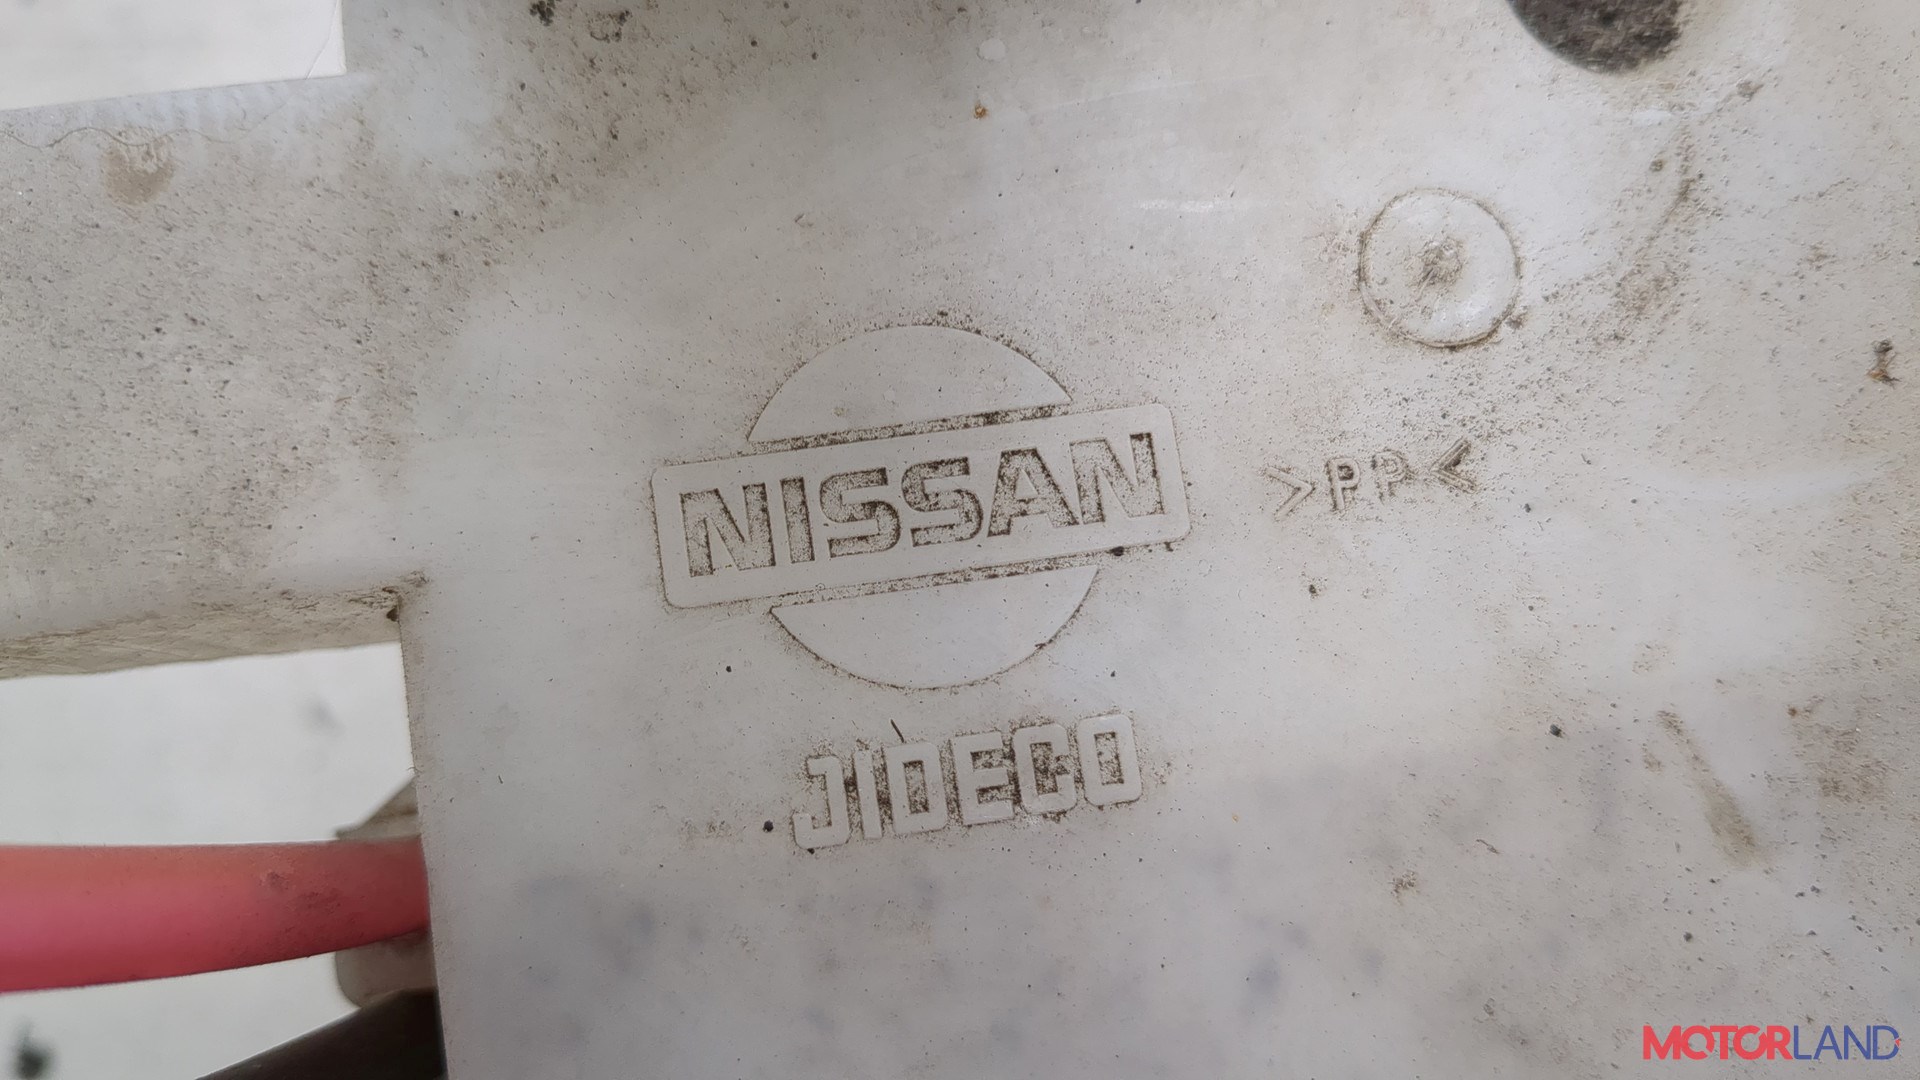 NISSAN
>PP<
JIDECO
MOTORLAND